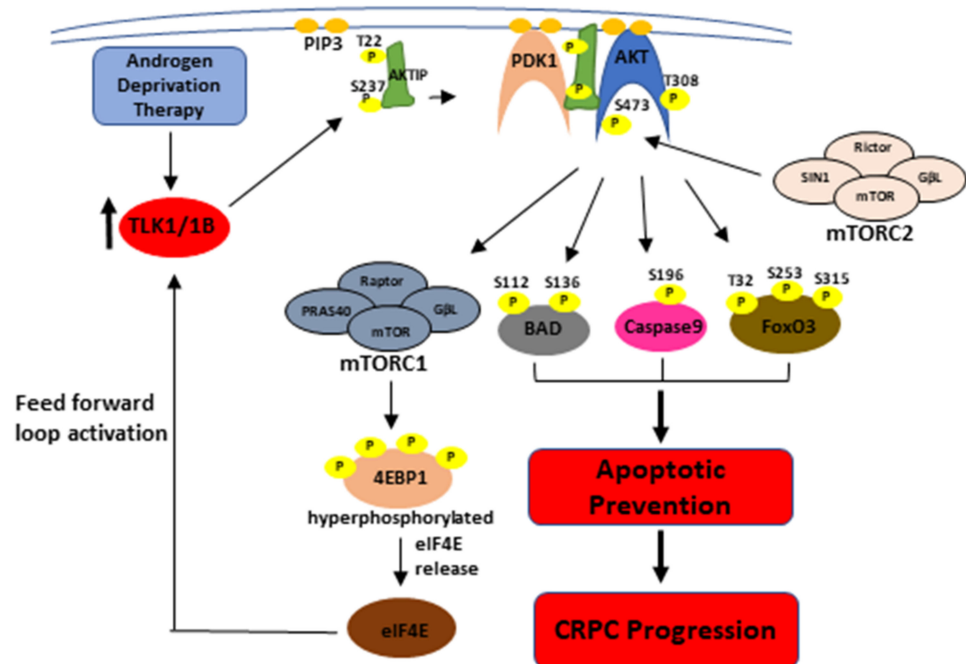 PIP3
T22
P
S237
P
AKTIP
Androgen
Deprivation
Therapy
TLK1/1B
PDK1
P
P
AKT
T308
P
S473
P
Rictor
SIN1
GβL
mTOR
mTORC2
Raptor
PRAS40
GβL
mTOR
mTORC1
S112
P
S136
P
BAD
S196
P
Caspase9
T32
P
S253
P
S315
P
FoxO3
Feed forward
loop activation
P
P
P
P
4EBP1
hyperphosphorylated
eIF4E
release
eIF4E
Apoptotic
Prevention
CRPC Progression